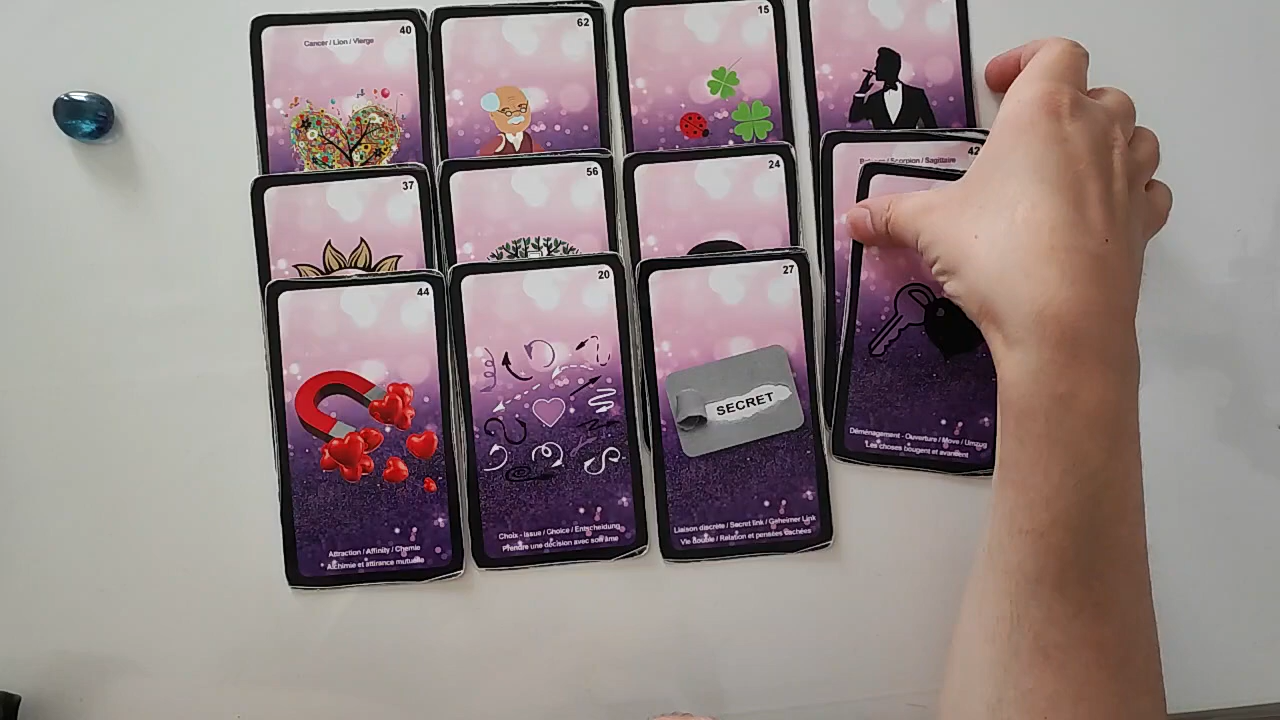 40
Cancer / Lion / Vierge
62
15
37
56
24
42
Scorpion / Sagittaire
44
Attraction / Affinity / Chemie
Alchimie et attirance mutuelle
20
Choix - Issue / Choice / Entscheidung
Prendre une décision avec son âme
27
SECRET
Liaison discrète / Secret link / Geheimer Link
Vie double / Relation et pensées cachées
Déménagement - Ouverture / Move / Umzug
Les choses bougent et avancent